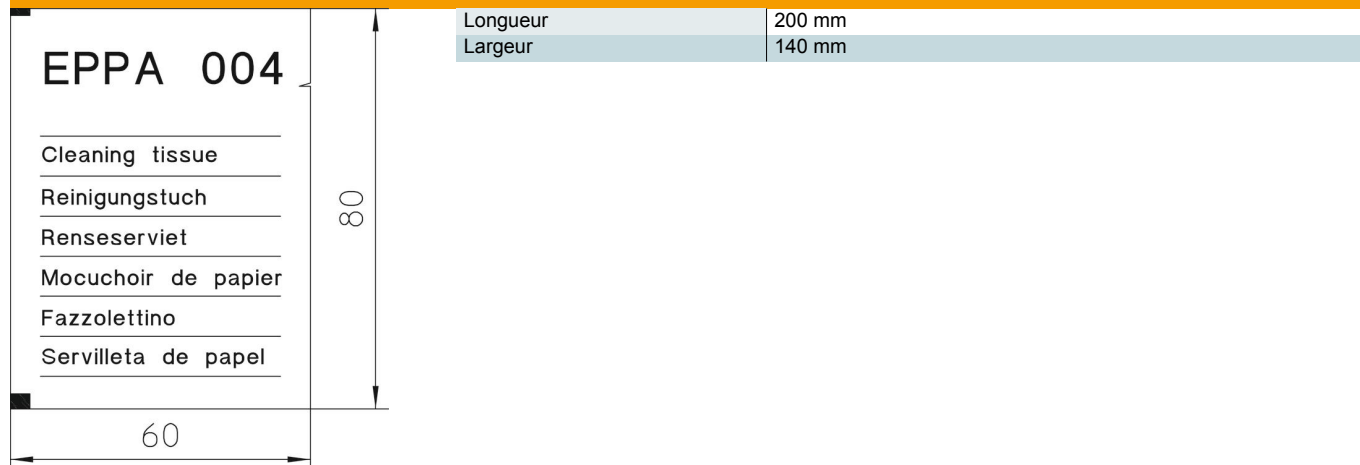 EPPA 004
Cleaning tissue
Reinigungstuch
Renseserviet
Mocuchoir de papier
Fazzolettino
Servilleta de papel
80
60
Longueur 200 mm
Largeur 140 mm